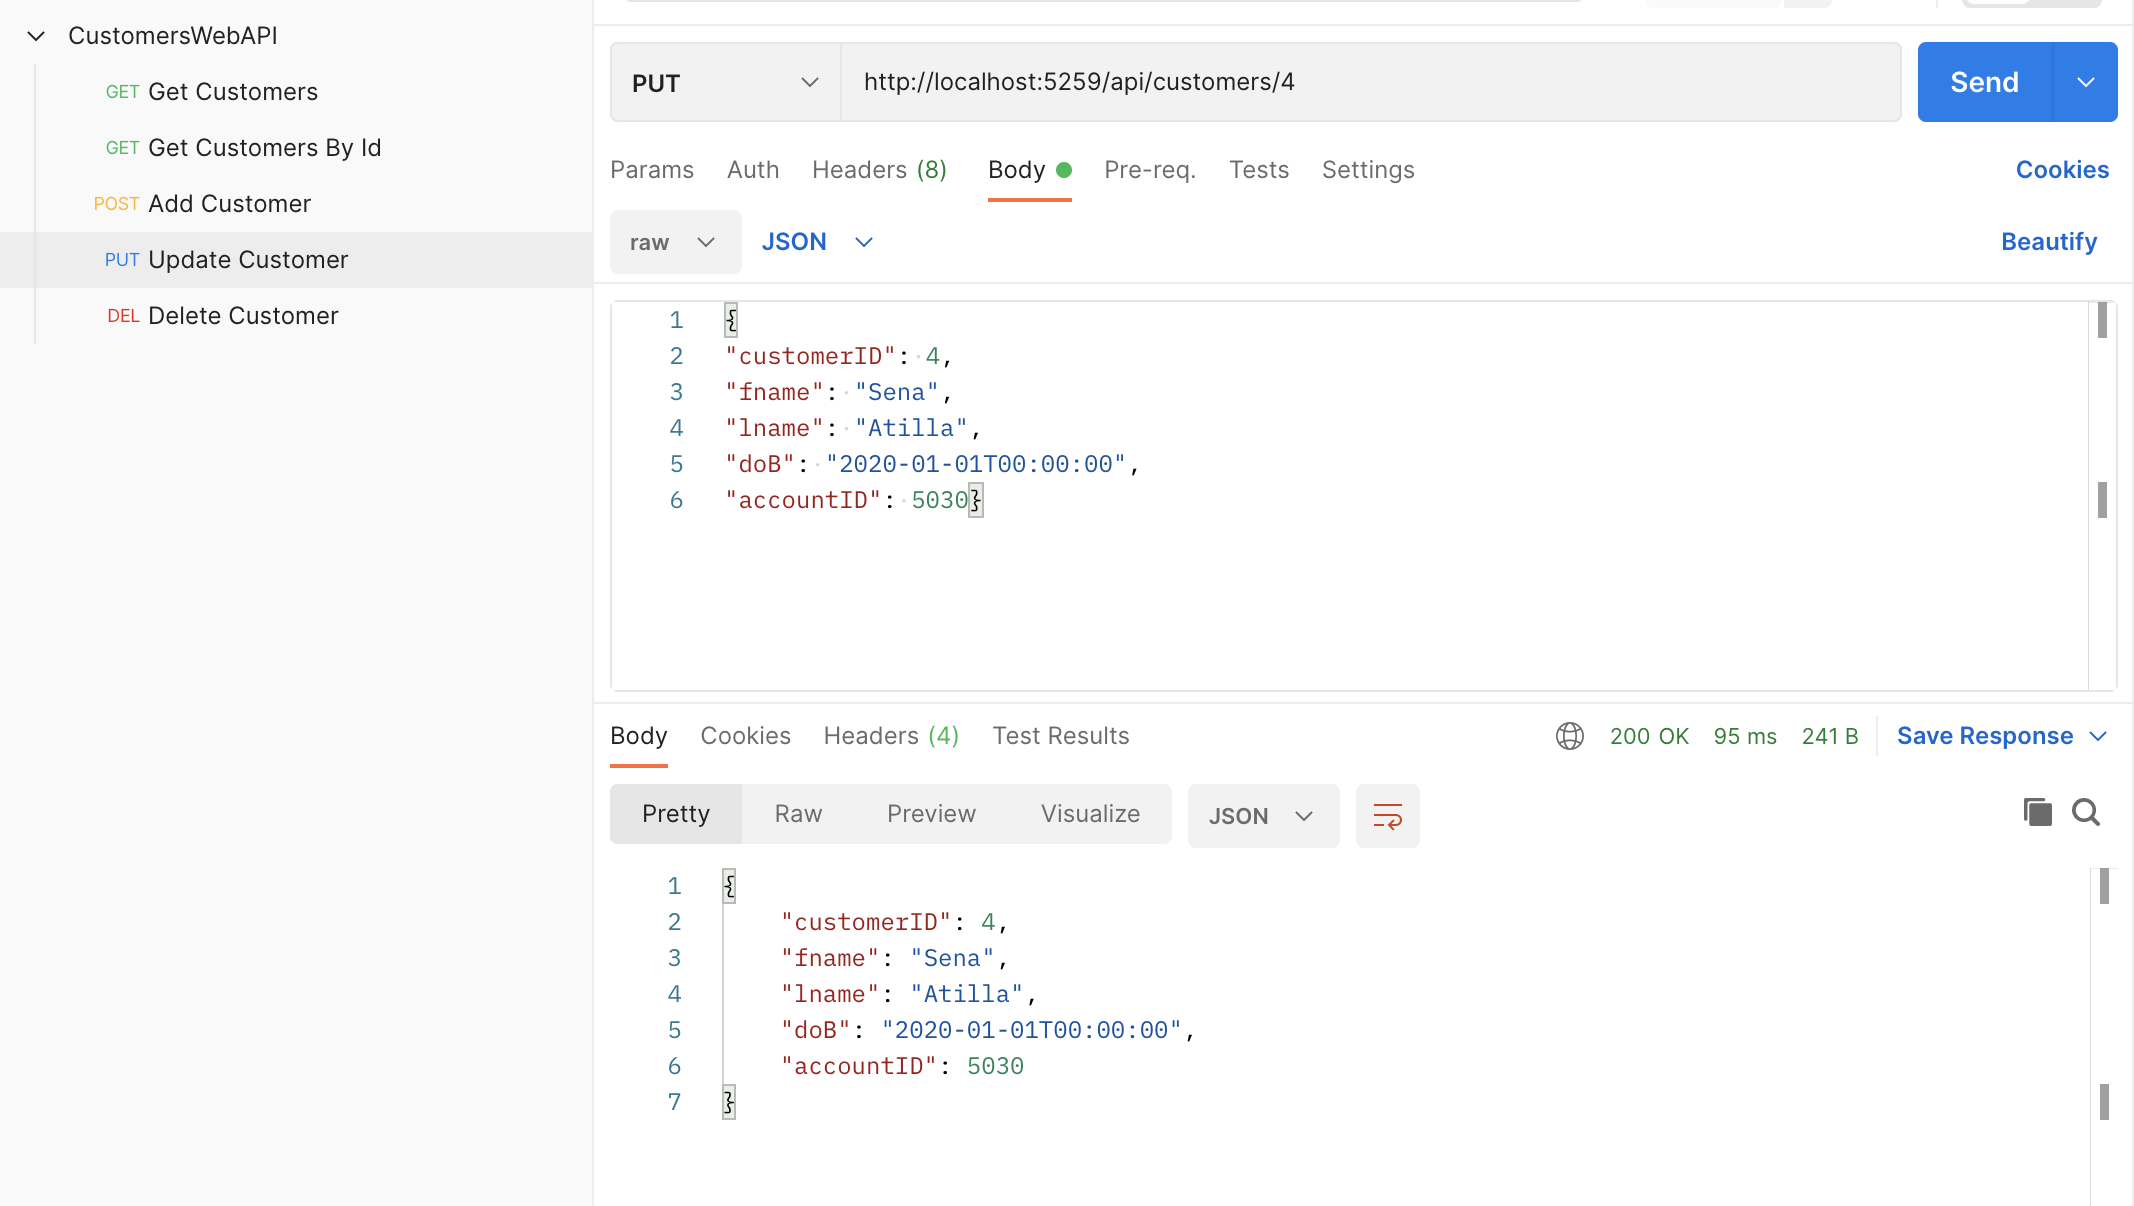 CustomersWebAPI
GET Get Customers
GET Get Customers By Id
POST Add Customer
PUT Update Customer
DEL Delete Customer
PUT http://localhost:5259/api/customers/4 Send
Params Auth Headers (8) Body Pre-req. Tests Settings Cookies
raw JSON Beautify
1 {
2 "customerID": 4,
3 "fname": "Sena",
4 "lname": "Atilla",
5 "doB": "2020-01-01T00:00:00",
6 "accountID": 5030}
Body Cookies Headers (4) Test Results 200 OK 95 ms 241 B Save Response
Pretty Raw Preview Visualize JSON
1 {
2 "customerID": 4,
3 "fname": "Sena",
4 "lname": "Atilla",
5 "doB": "2020-01-01T00:00:00",
6 "accountID": 5030
7 }